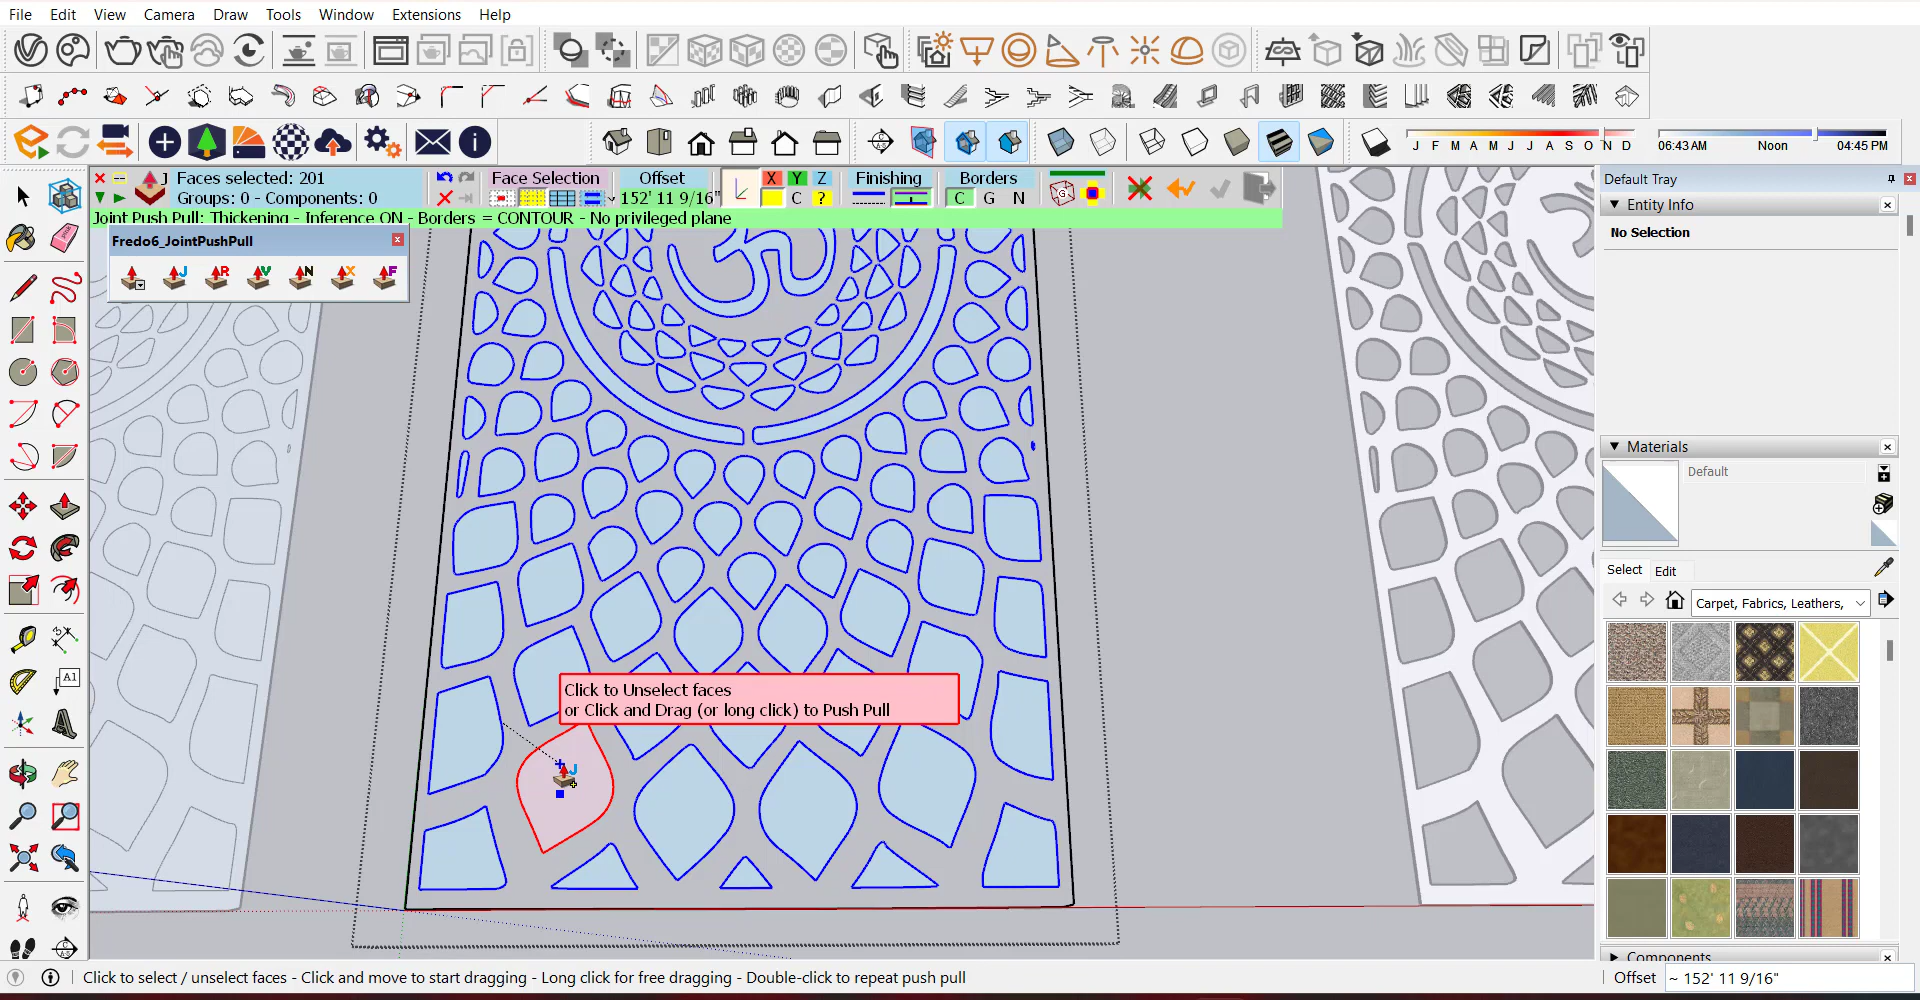 File Edit View Camera Draw Tools Window Extensions Help
J F M A M J J A S O N D
06:43 AM Noon 04:45 PM
J Faces selected: 201 Face Selection Offset X Y Z Finishing Borders
Groups: 0 - Components: 0 152' 11 9/16" C ? C G N
Joint Push Pull: Thickening - Inference ON - Borders = CONTOUR - No privileged plane
Fredo6_JointPushPull
J R V N X F
Click to Unselect faces
or Click and Drag (or long click) to Push Pull
J
A1
Default Tray
Entity Info
No Selection
Materials
Default
Select Edit
Carpet, Fabrics, Leathers,
Components
Click to select / unselect faces - Click and move to start dragging - Long click for free dragging - Double-click to repeat push pull
Offset ~ 152' 11 9/16"